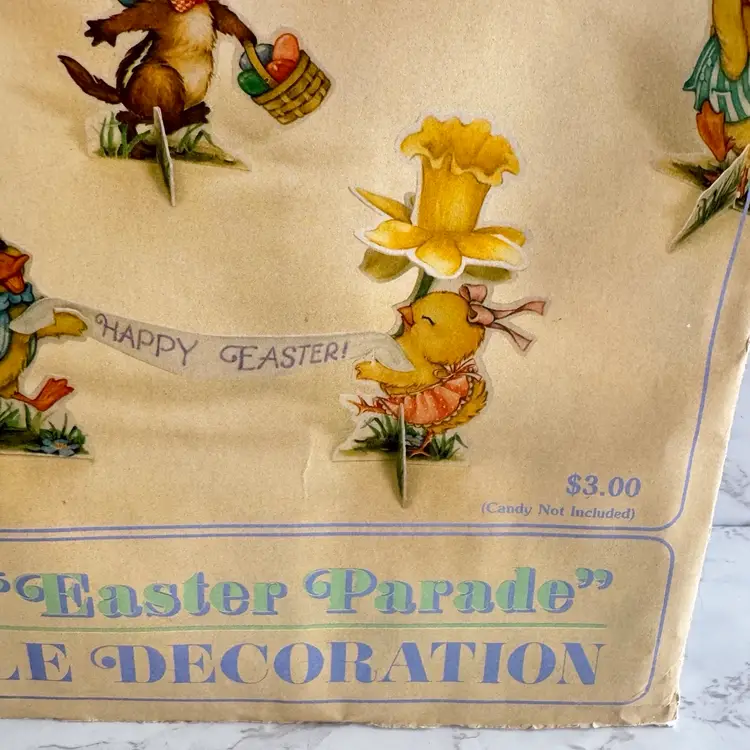 HAPPY EASTER!
$3.00
(Candy Not Included)
“Easter Parade”
LE DECORATION